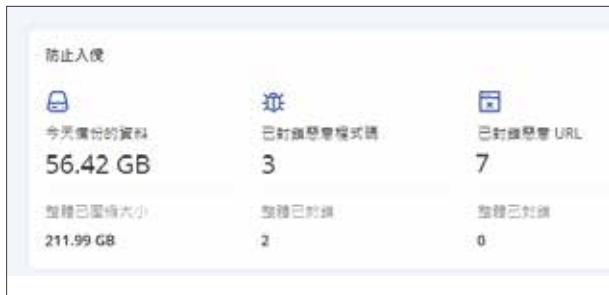 防止入侵
今天備份的資料
已封鎖惡意程式碼
已封鎖惡意 URL
56.42 GB
3
7
整體已壓縮大小
整體已封鎖
整體已封鎖
211.99 GB
2
0